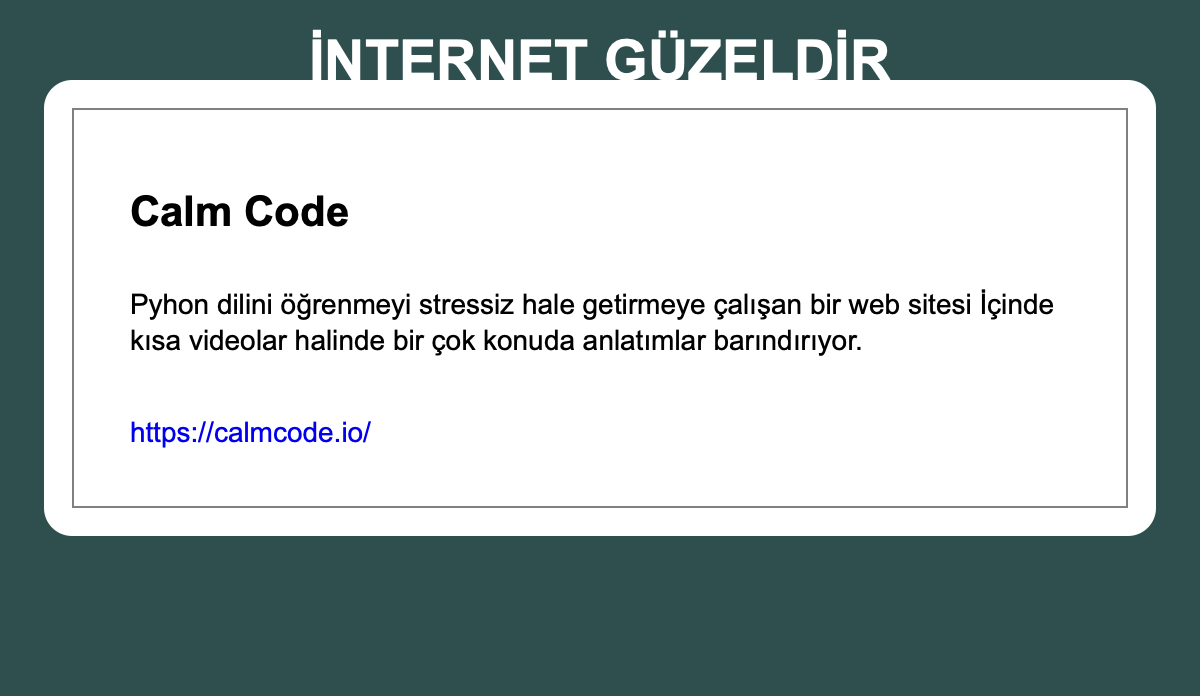 İNTERNET GÜZELDİR
Calm Code
Pyhon dilini öğrenmeyi stressiz hale getirmeye çalışan bir web sitesi İçinde
kısa videolar halinde bir çok konuda anlatımlar barındırıyor.
https://calmcode.io/